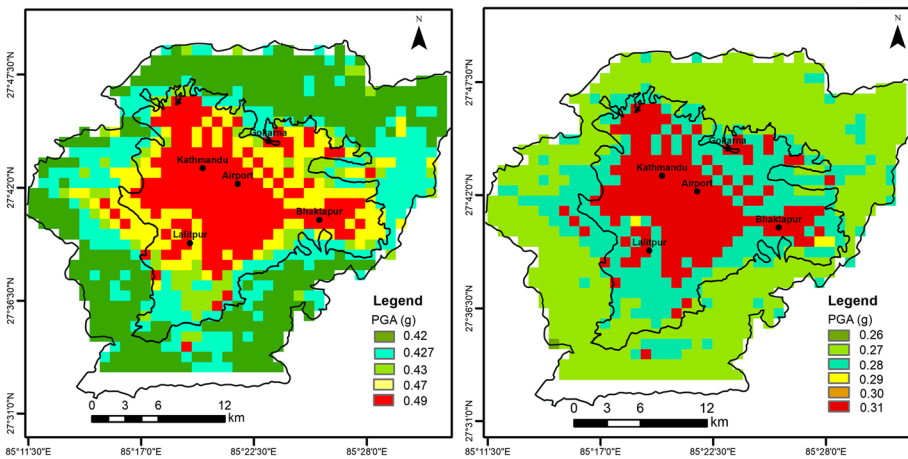 N
27°47'30"N
27°42'0"N
27°36'30"N
27°31'0"N
Gokarna
Kathmandu
Airport
Bhaktapur
Lalitpur
Legend
PGA (g)
0.42
0.427
0.43
0.47
0.49
0 3 6 12
km
85°11'30"E 85°17'0"E 85°22'30"E 85°28'0"E
N
27°47'30"N
27°42'0"N
27°36'30"N
27°31'0"N
Gokarna
Kathmandu
Airport
Bhaktapur
Lalitpur
Legend
PGA (g)
0.26
0.27
0.28
0.29
0.30
0.31
0 3 6 12
km
85°11'30"E 85°17'0"E 85°22'30"E 85°28'0"E